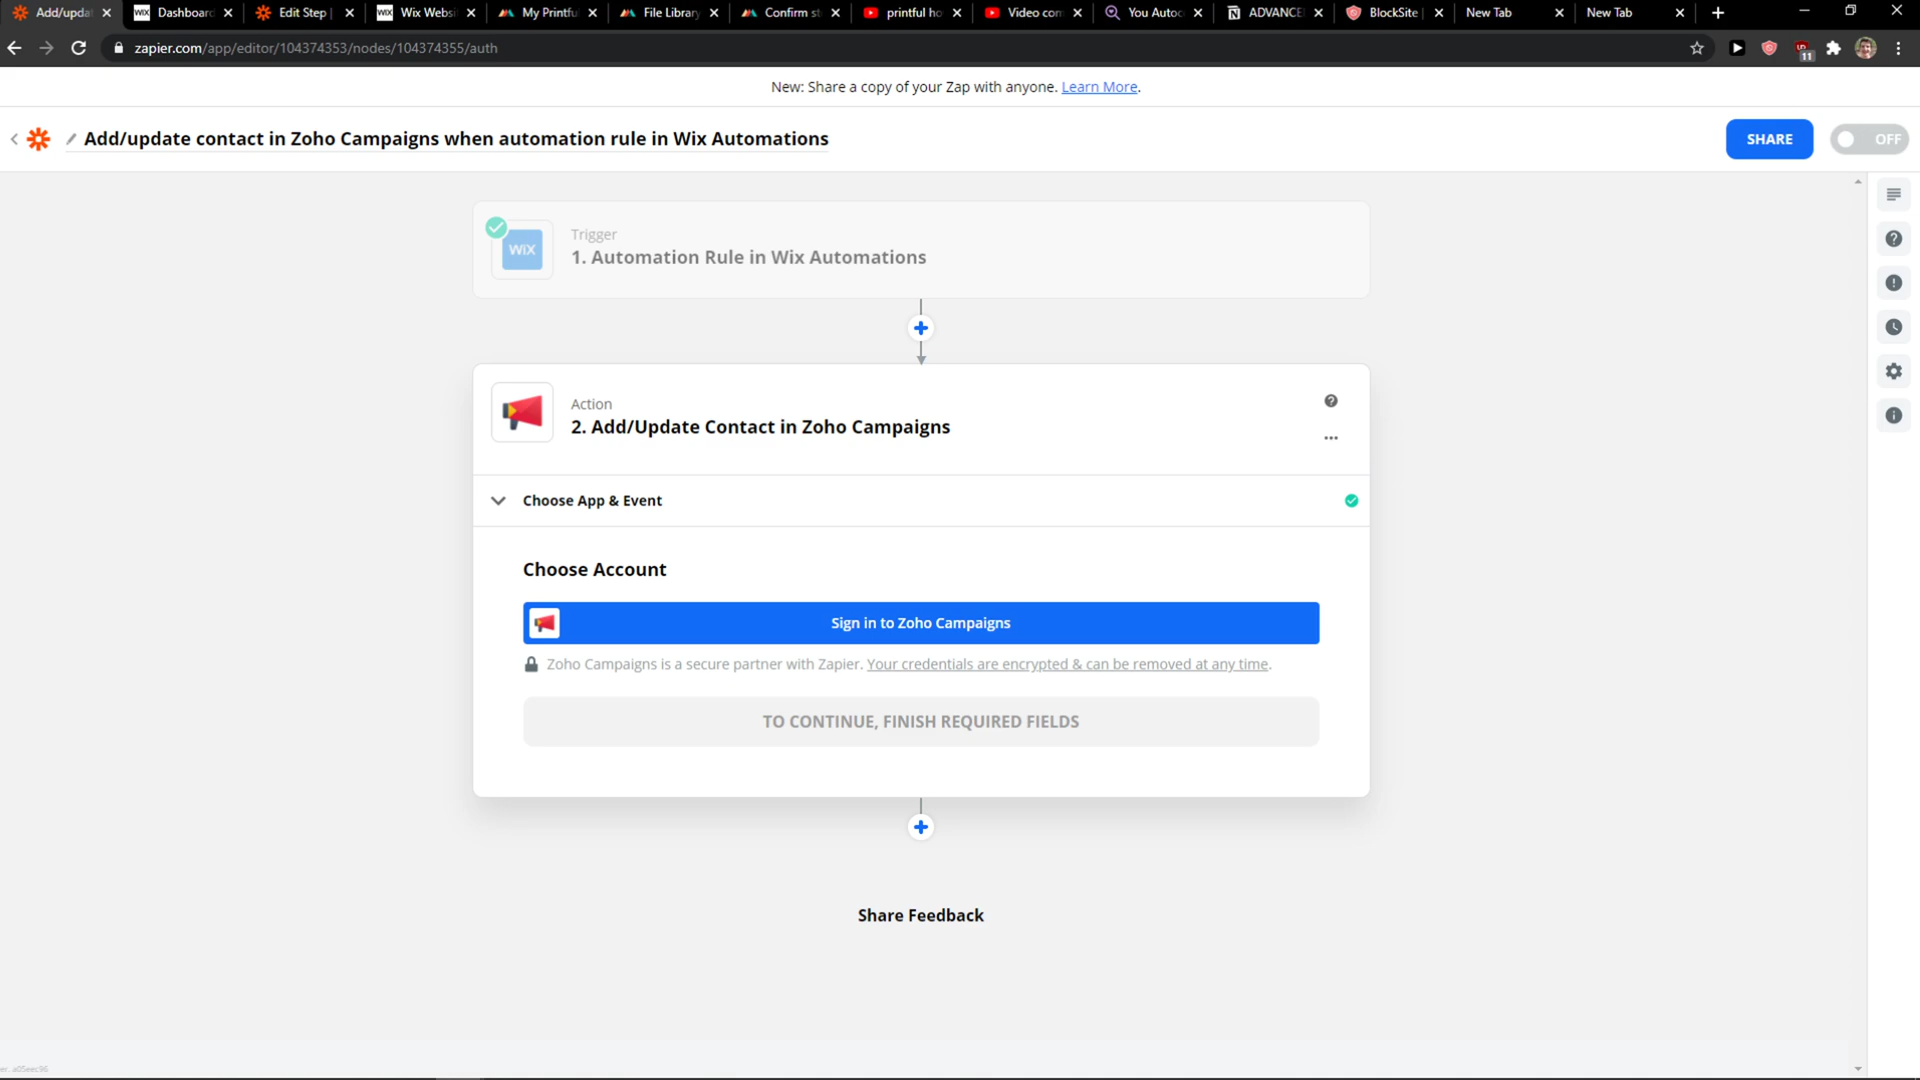 Add/updat
Dashboard
Edit Step |
Wix Websi
My Printfu
File Library
Confirm st
printful ho
Video con
You Autoc
ADVANCE
BlockSite |
New Tab
New Tab
zapier.com/app/editor/104374353/nodes/104374355/auth
11
New: Share a copy of your Zap with anyone. Learn More.
Add/update contact in Zoho Campaigns when automation rule in Wix Automations
SHARE
OFF
WiX
Trigger
1. Automation Rule in Wix Automations
Action
2. Add/Update Contact in Zoho Campaigns
Choose App & Event
Choose Account
Sign in to Zoho Campaigns
Zoho Campaigns is a secure partner with Zapier. Your credentials are encrypted & can be removed at any time.
TO CONTINUE, FINISH REQUIRED FIELDS
Share Feedback
er. a05eec96